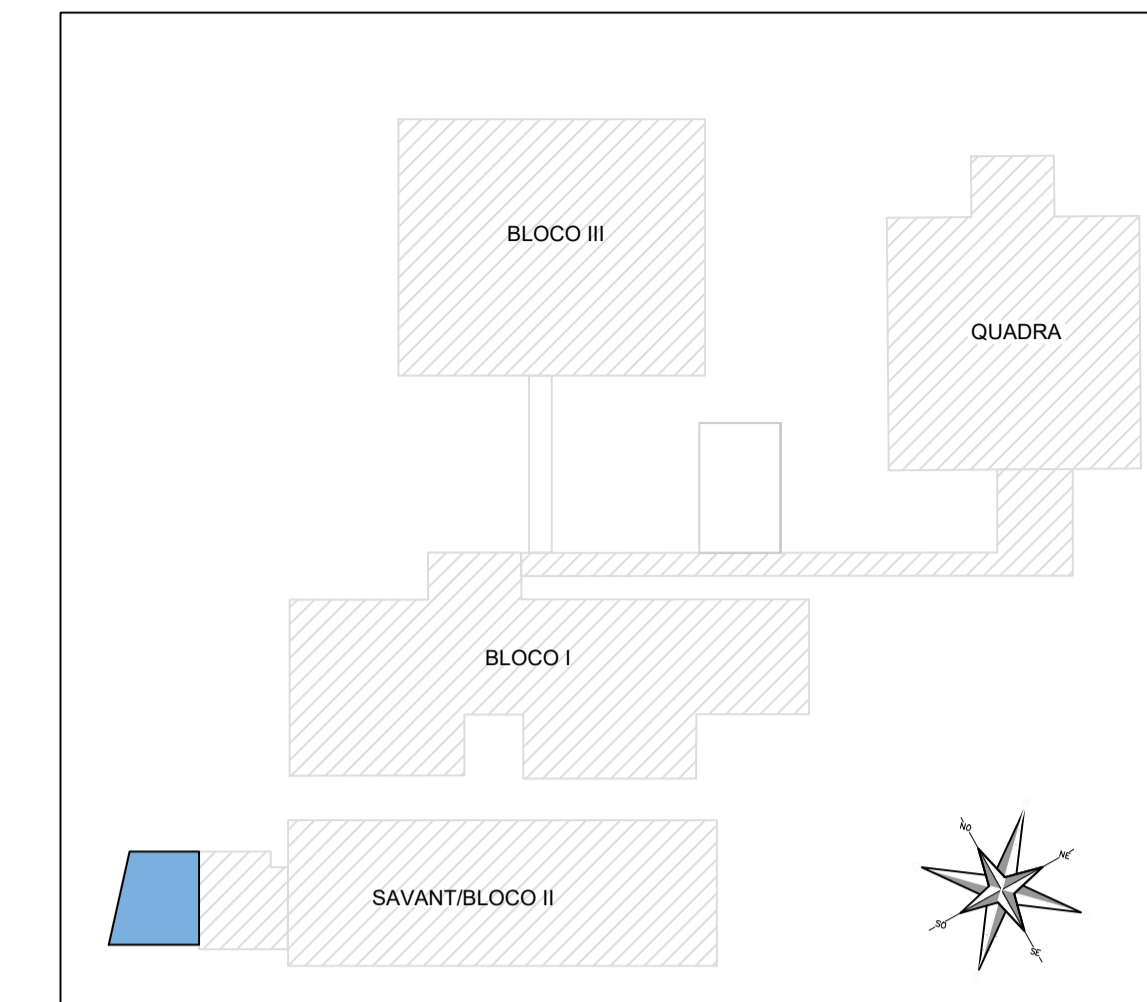 BLOCO III
QUADRA
BLOCO I
SAVANT/BLOCO II
NO
NE
SO
SE